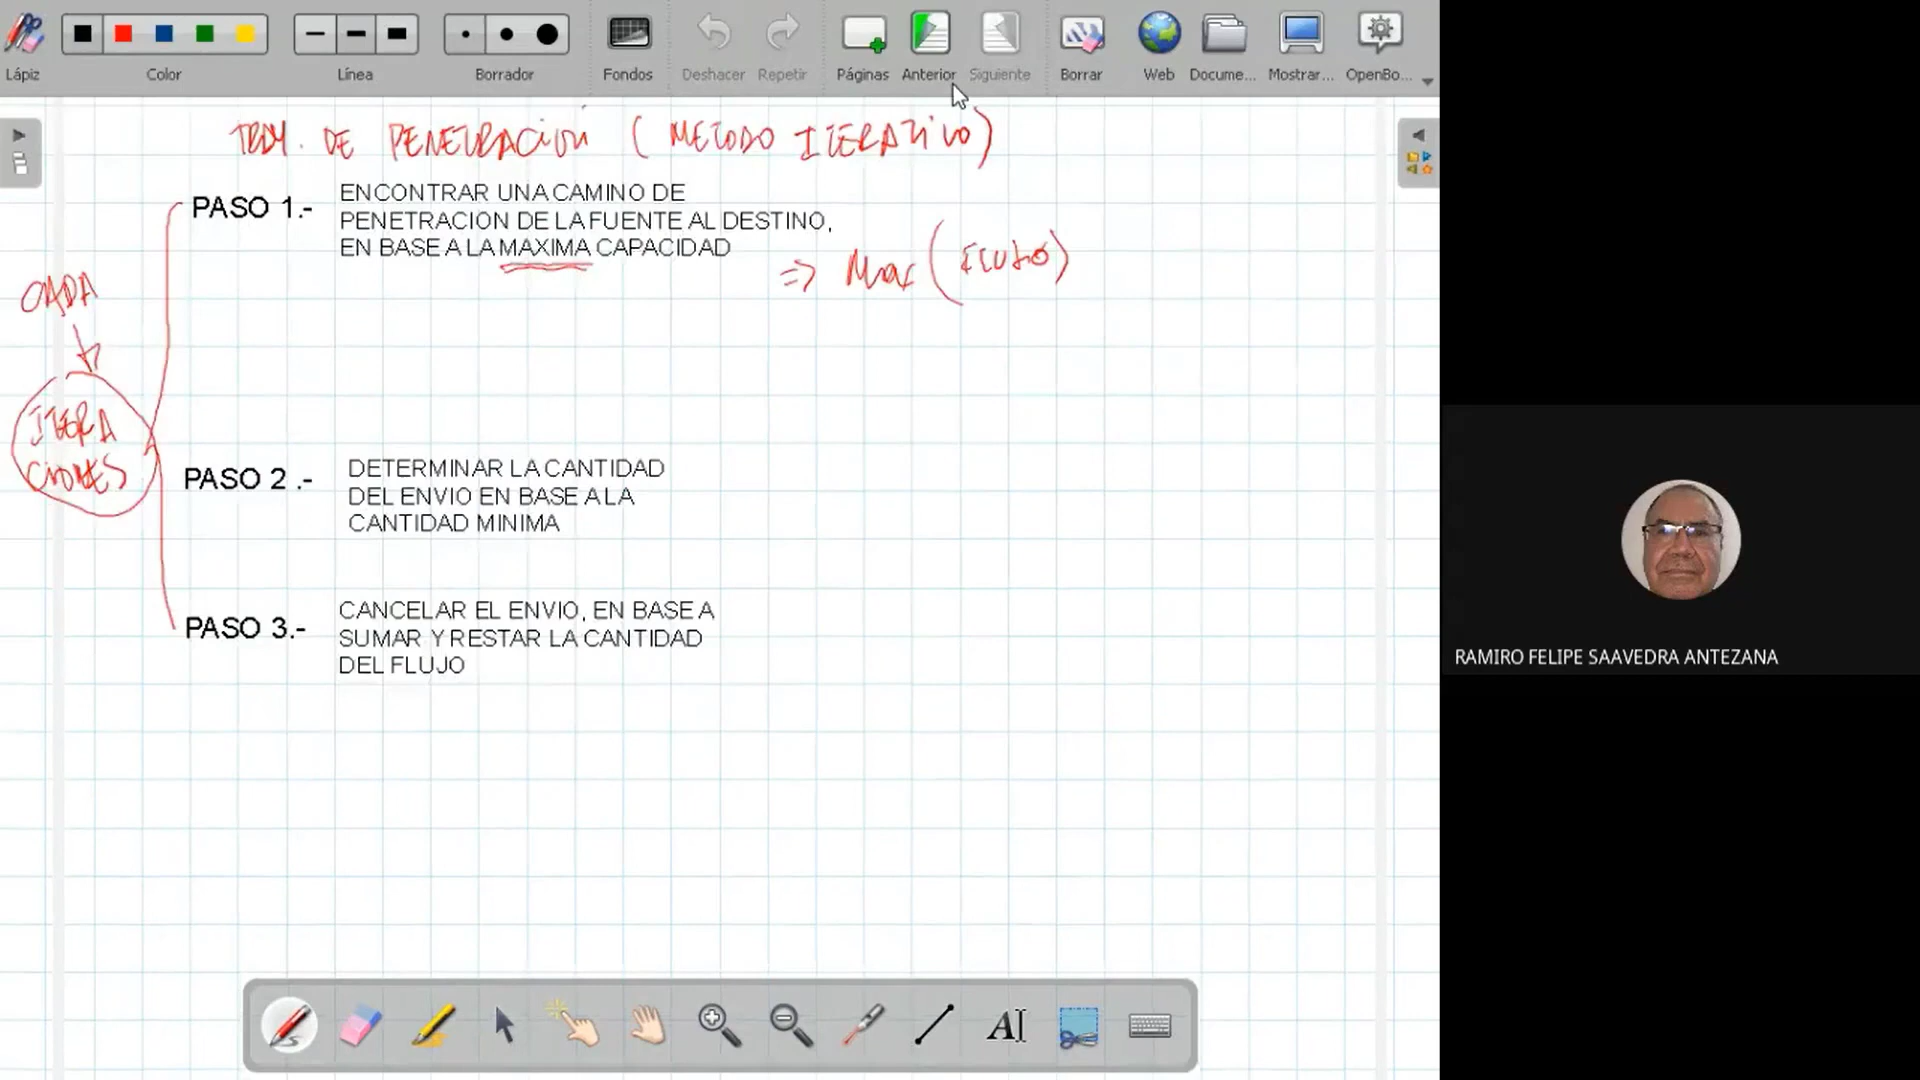 Lápiz
Color
Línea
Borrador
Fondos
Deshacer
Repetir
Páginas
Anterior
Siguiente
Borrar
Web
Docume...
Mostrar...
OpenBo...
DE PENETRACION ( METODO ITERATIVO)
PASO 1.-
ENCONTRAR UNA CAMINO DE
PENETRACION DE LA FUENTE AL DESTINO,
EN BASE A LA MAXIMA CAPACIDAD
=> Max (FLUJO)
CADA
ITERA
CIONES
PASO 2 .-
DETERMINAR LA CANTIDAD
DEL ENVIO EN BASE A LA
CANTIDAD MINIMA
PASO 3.-
CANCELAR EL ENVIO, EN BASE A
SUMAR Y RESTAR LA CANTIDAD
DEL FLUJO
RAMIRO FELIPE SAAVEDRA ANTEZANA